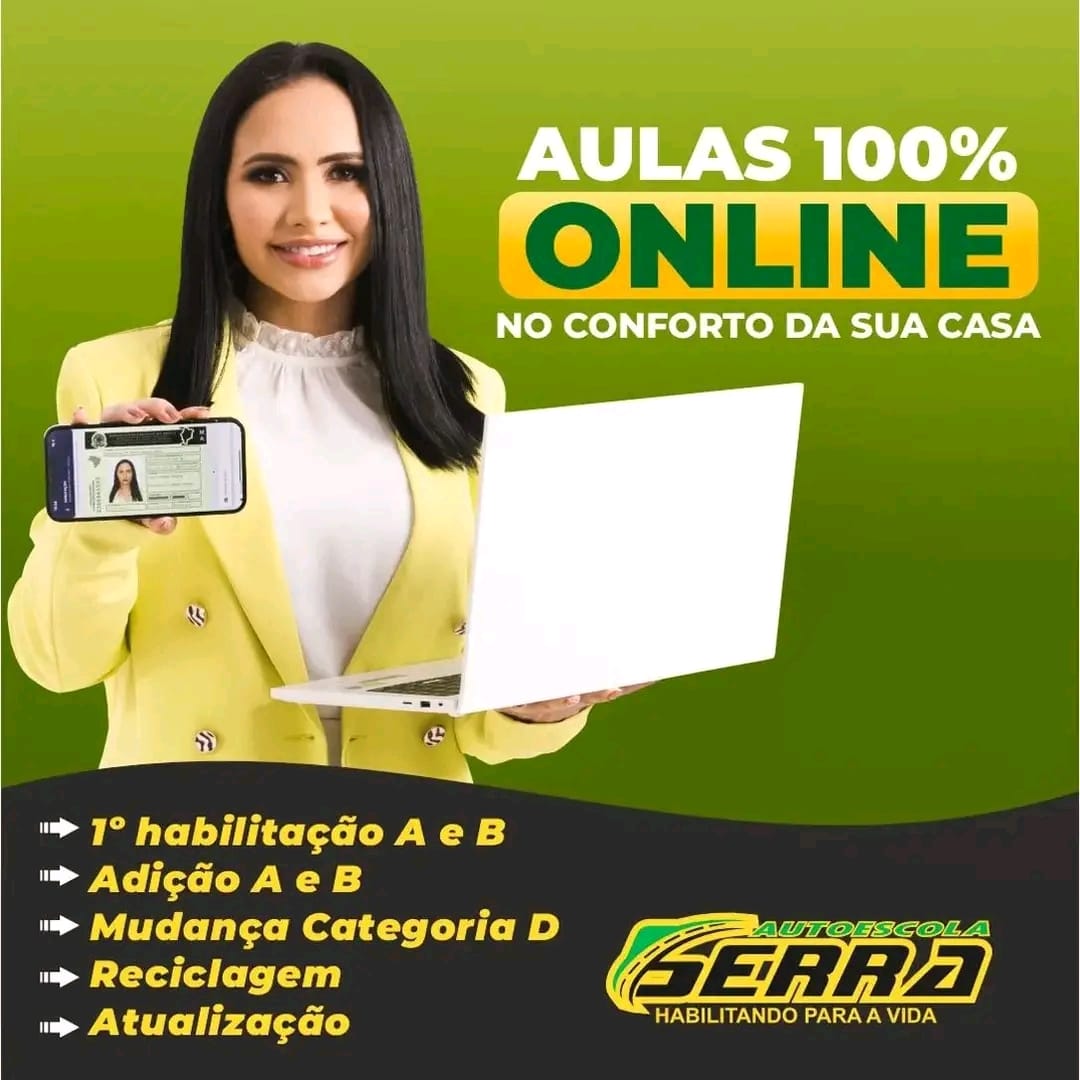 AULAS 100%
ONLINE
NO CONFORTO DA SUA CASA
1º habilitação A e B
Adição A e B
Mudança Categoria D
Reciclagem
Atualização
AUTOESCOLA
SERRA
HABILITANDO PARA A VIDA